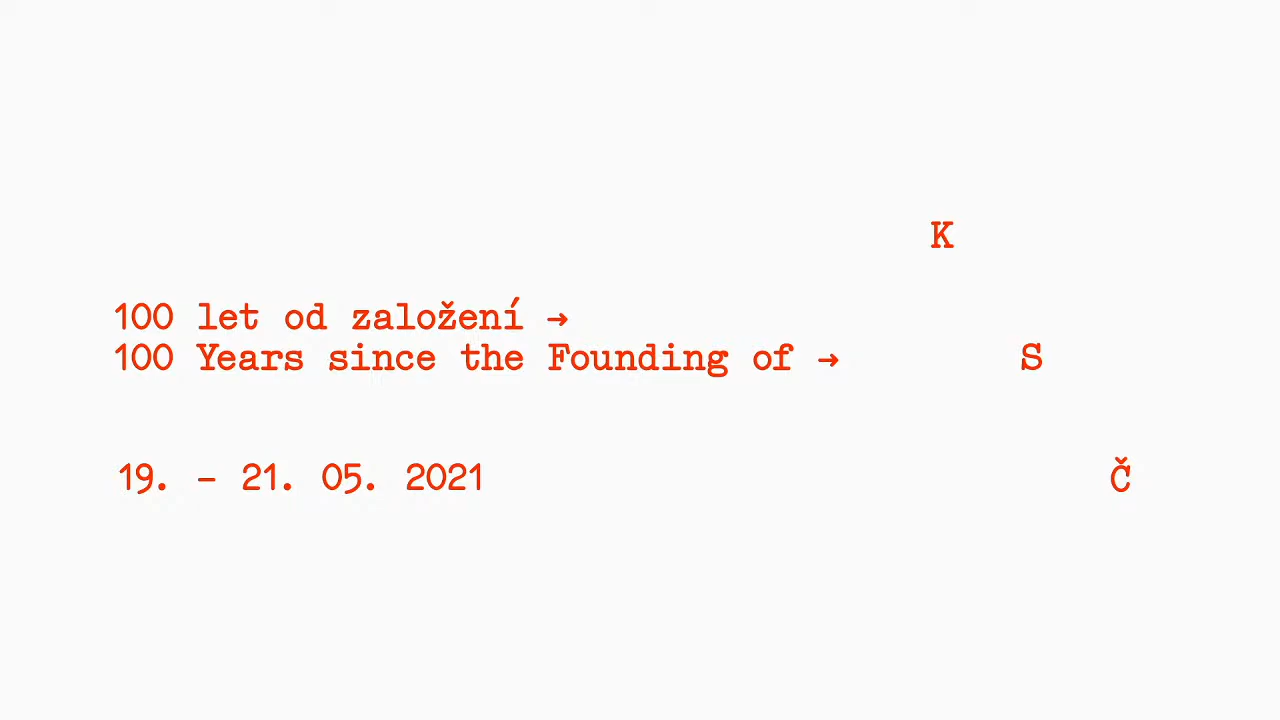 K
100 let od založení →
100 Years since the Founding of →
S
19. – 21. 05. 2021
Č